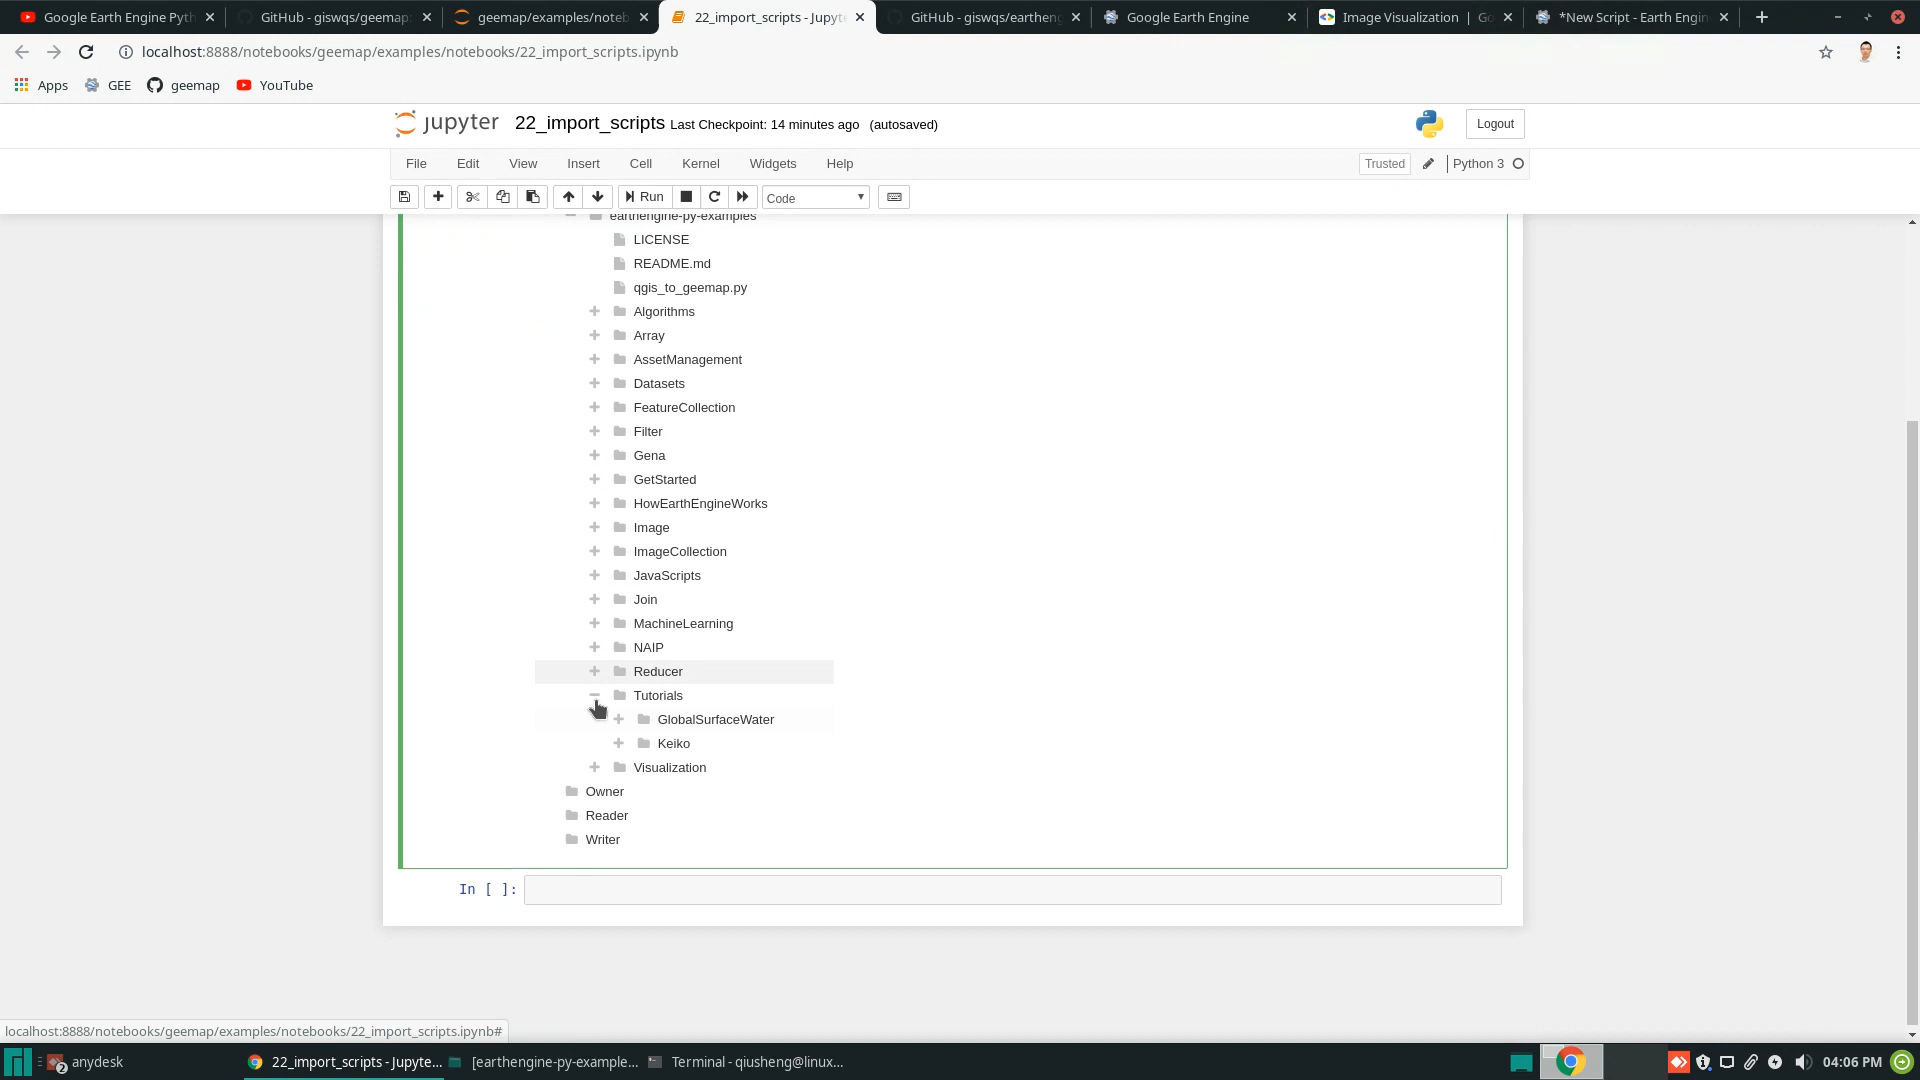 Google Earth Engine Pyth
GitHub - giswqs/geemap:
geemap/examples/noteb
22_import_scripts - Jupyte
GitHub - giswqs/eartheng
Google Earth Engine
Image Visualization | Go
*New Script - Earth Engin
localhost:8888/notebooks/geemap/examples/notebooks/22_import_scripts.ipynb
Apps GEE geemap YouTube
jupyter 22_import_scripts Last Checkpoint: 14 minutes ago (autosaved) Logout
File Edit View Insert Cell Kernel Widgets Help Trusted Python 3
Run Code
earthengine-py-examples
LICENSE
README.md
qgis_to_geemap.py
Algorithms
Array
AssetManagement
Datasets
FeatureCollection
Filter
Gena
GetStarted
HowEarthEngineWorks
Image
ImageCollection
JavaScripts
Join
MachineLearning
NAIP
Reducer
Tutorials
GlobalSurfaceWater
Keiko
Visualization
Owner
Reader
Writer
In [ ]:
localhost:8888/notebooks/geemap/examples/notebooks/22_import_scripts.ipynb#
2 anydesk 22_import_scripts - Jupyte... [earthengine-py-example... Terminal - qiusheng@linux... 04:06 PM